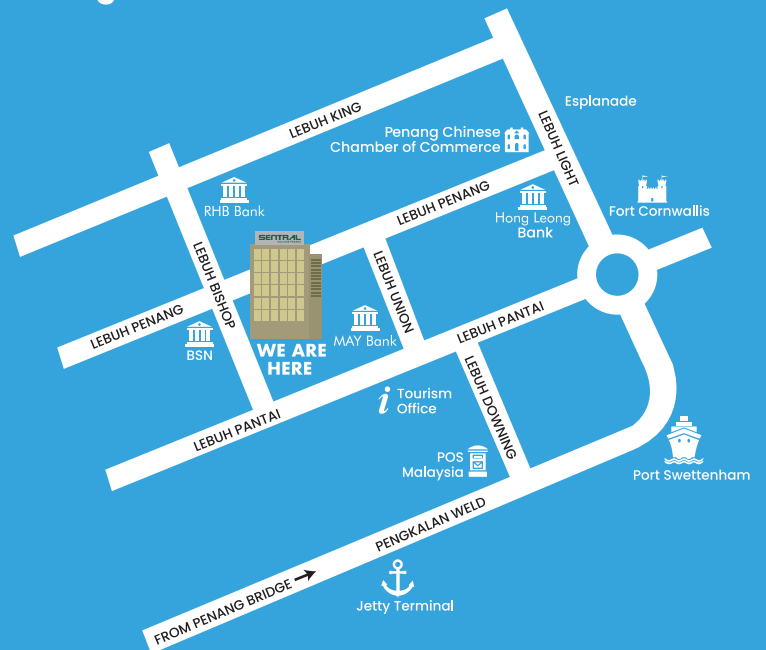 Esplanade
LEBUH KING
LEBUH LIGHT
Penang Chinese
Chamber of Commerce
RHB Bank
LEBUH PENANG
Hong Leong
Bank
Fort Cornwallis
SENTRAL
LEBUH BISHOP
LEBUH UNION
LEBUH PENANG
BSN
MAY Bank
LEBUH PANTAI
WE ARE
HERE
LEBUH DOWNING
Tourism
Office
LEBUH PANTAI
POS
Malaysia
Port Swettenham
PENGKALAN WELD
FROM PENANG BRIDGE →
Jetty Terminal